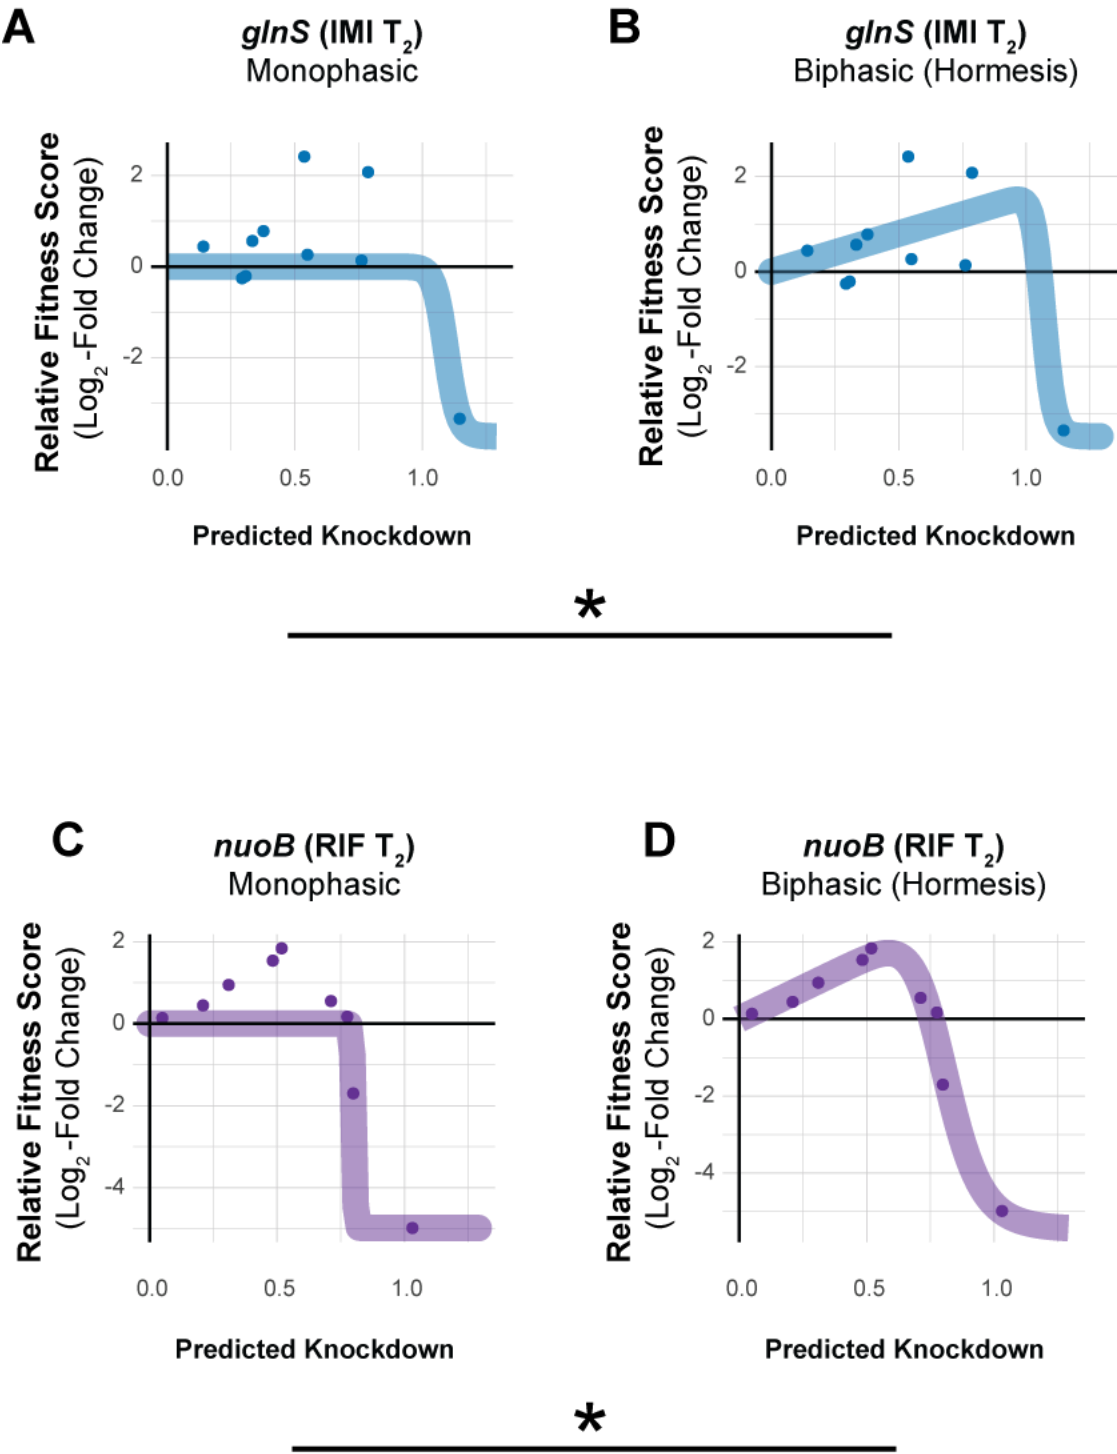 A
glnS (IMI T2)
Monophasic
Relative Fitness Score
(Log2-Fold Change)
2
0
-2
0.0 0.5 1.0
Predicted Knockdown
B
glnS (IMI T2)
Biphasic (Hormesis)
Relative Fitness Score
(Log2-Fold Change)
2
0
-2
0.0 0.5 1.0
Predicted Knockdown
*
C
nuoB (RIF T2)
Monophasic
Relative Fitness Score
(Log2-Fold Change)
2
0
-2
-4
0.0 0.5 1.0
Predicted Knockdown
D
nuoB (RIF T2)
Biphasic (Hormesis)
Relative Fitness Score
(Log2-Fold Change)
2
0
-2
-4
0.0 0.5 1.0
Predicted Knockdown
*